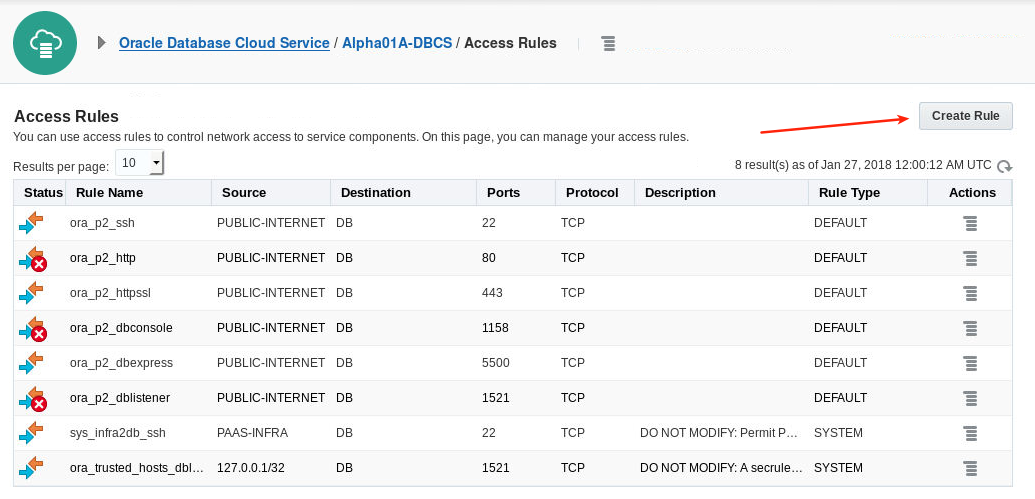 Oracle Database Cloud Service / Alpha01A-DBCS / Access Rules
Access Rules
Create Rule
You can use access rules to control network access to service components. On this page, you can manage your access rules.
Results per page: 10
8 result(s) as of Jan 27, 2018 12:00:12 AM UTC
Status Rule Name Source Destination Ports Protocol Description Rule Type Actions
ora_p2_ssh PUBLIC-INTERNET DB 22 TCP DEFAULT
ora_p2_http PUBLIC-INTERNET DB 80 TCP DEFAULT
ora_p2_httpssl PUBLIC-INTERNET DB 443 TCP DEFAULT
ora_p2_dbconsole PUBLIC-INTERNET DB 1158 TCP DEFAULT
ora_p2_dbexpress PUBLIC-INTERNET DB 5500 TCP DEFAULT
ora_p2_dblistener PUBLIC-INTERNET DB 1521 TCP DEFAULT
sys_infra2db_ssh PAAS-INFRA DB 22 TCP DO NOT MODIFY: Permit P... SYSTEM
ora_trusted_hosts_dbl... 127.0.0.1/32 DB 1521 TCP DO NOT MODIFY: A secrule... SYSTEM